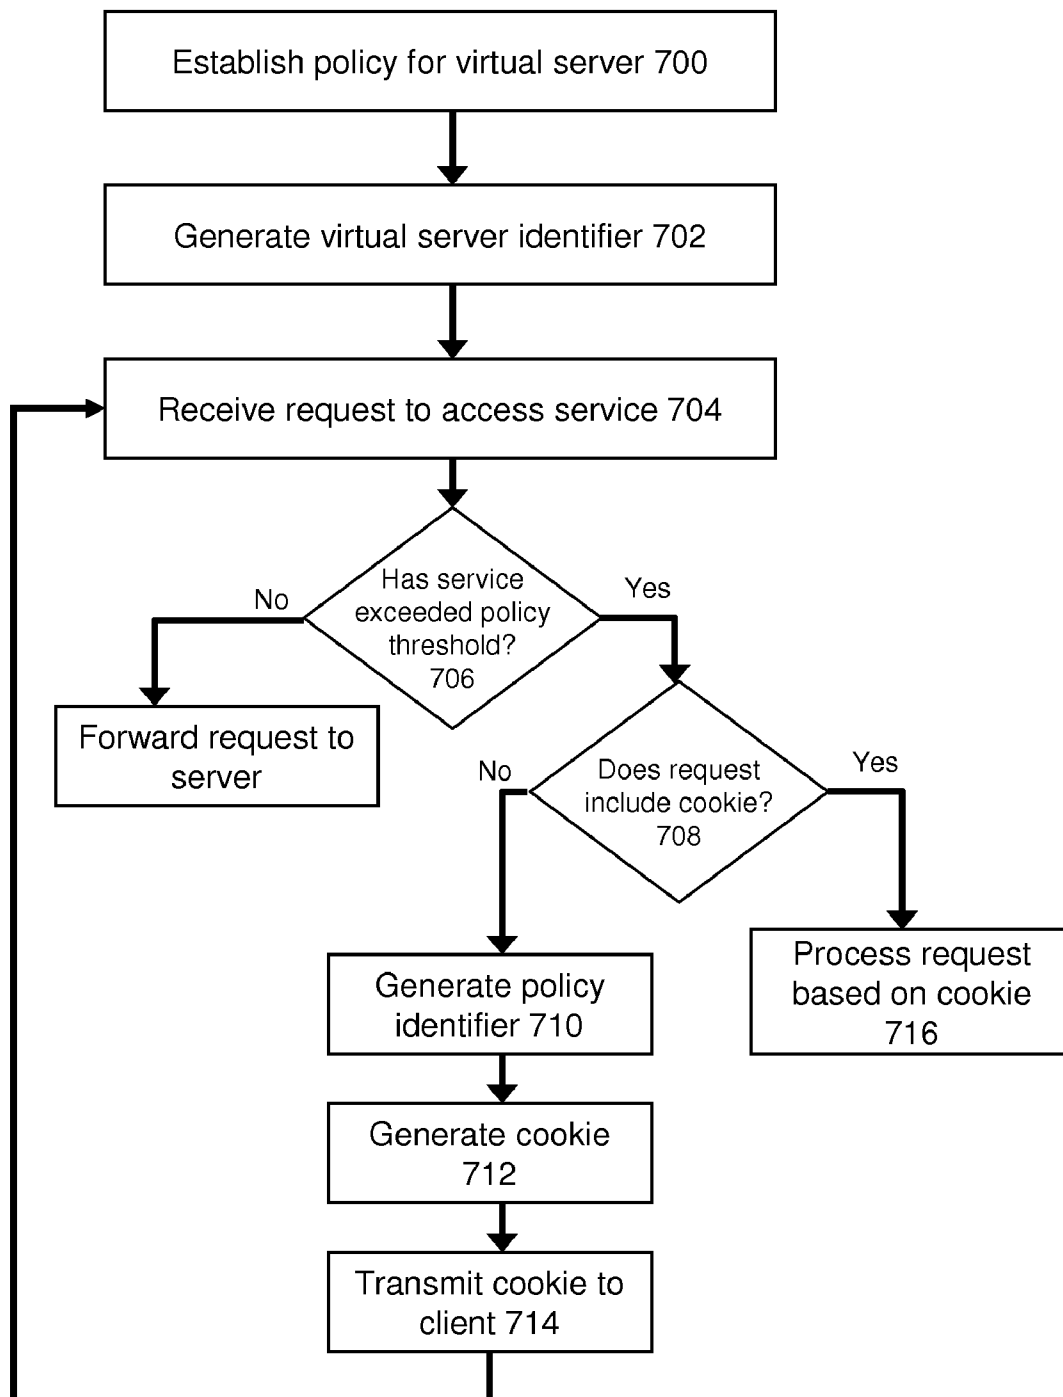 Establish policy for virtual server 700
Generate virtual server identifier 702
Receive request to access service 704
Has service
exceeded policy
threshold?
706
No
Yes
Forward request to
server
Does request
include cookie?
708
No
Yes
Generate policy
identifier 710
Process request
based on cookie
716
Generate cookie
712
Transmit cookie to
client 714